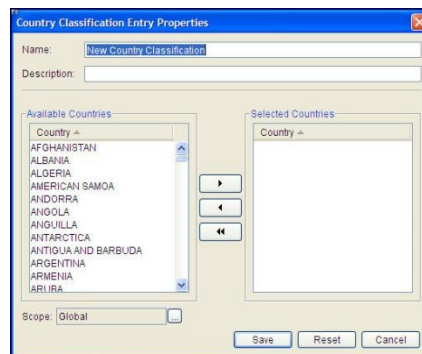 Country Classification Entry Properties
Name: New Country Classification
Description:
Available Countries
Selected Countries
Country
Country
AFGHANISTAN
ALBANIA
ALGERIA
AMERICAN SAMOA
ANDORRA
ANGOLA
ANGUILLA
ANTARCTICA
ANTIGUA AND BARBUDA
ARGENTINA
ARMENIA
ARUBA
Scope: Global ...
Save Reset Cancel